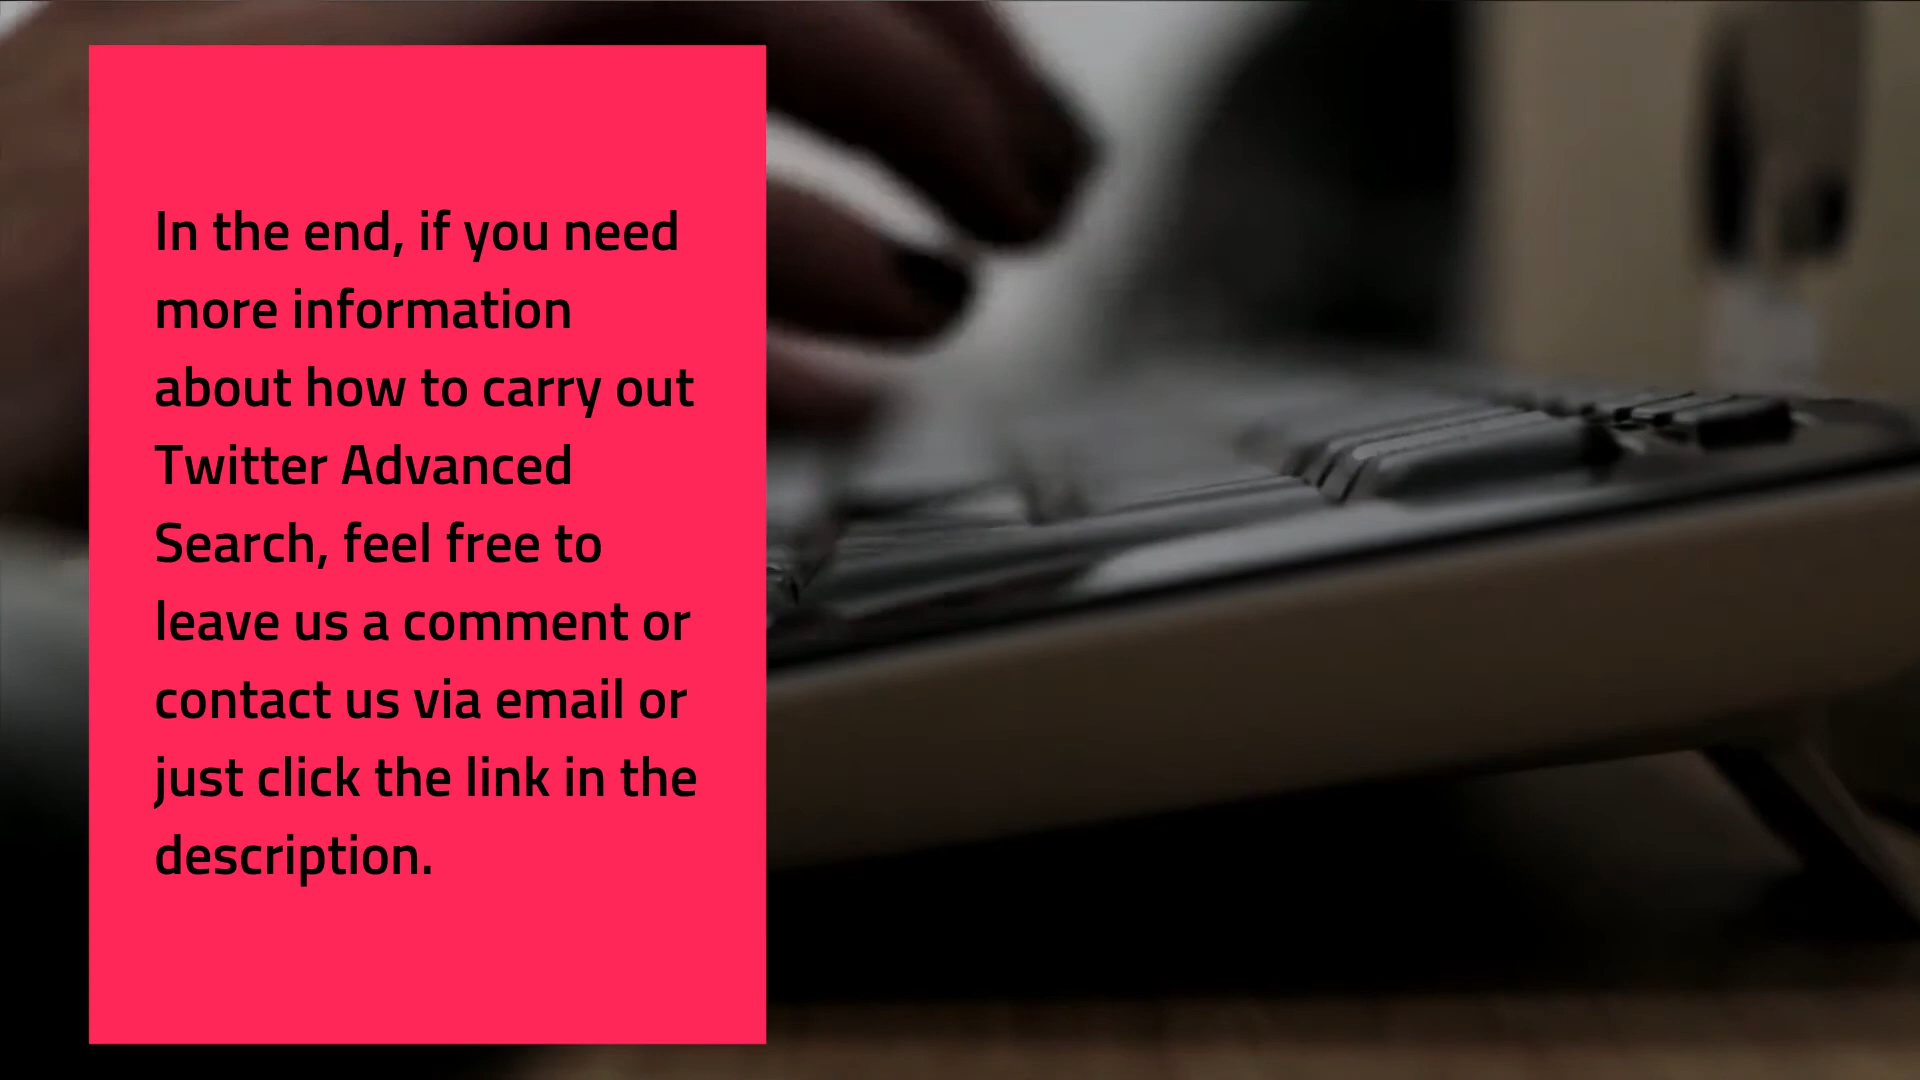 In the end, if you need
more information
about how to carry out
Twitter Advanced
Search, feel free to
leave us a comment or
contact us via email or
just click the link in the
description.